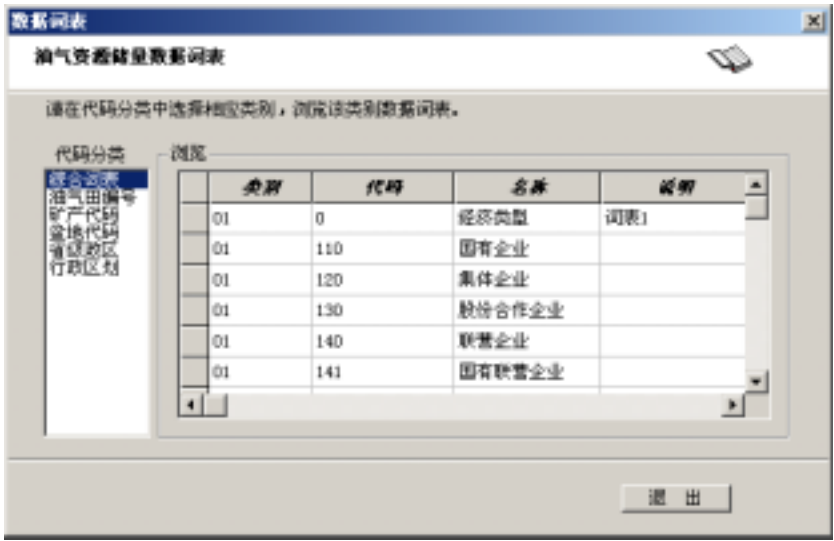 数据词表
油气资源储量数据词表
请在代码分类中选择相应类别，浏览该类别数据词表。
代码分类
浏览
综合词表
油气田编号
矿产代码
盆地代码
省级政区
行政区划
类别 代码 名称 说明
01 0 经济类型 词表1
01 110 国有企业
01 120 集体企业
01 130 股份合作企业
01 140 联营企业
01 141 国有联营企业
退 出